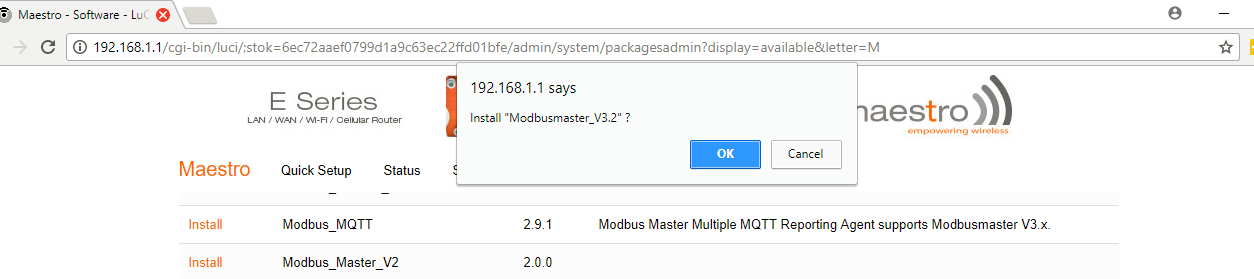 Maestro - Software - LuC
192.168.1.1/cgi-bin/luci/;stok=6ec72aaef0799d1a9c63ec22ffd01bfe/admin/system/packagesadmin?display=available&letter=M
192.168.1.1 says
Install "Modbusmaster_V3.2" ?
OK Cancel
E Series
LAN / WAN / Wi-Fi / Cellular Router
maestro
empowering wireless
Maestro Quick Setup Status S
Install Modbus_MQTT 2.9.1 Modbus Master Multiple MQTT Reporting Agent supports Modbusmaster V3.x.
Install Modbus_Master_V2 2.0.0